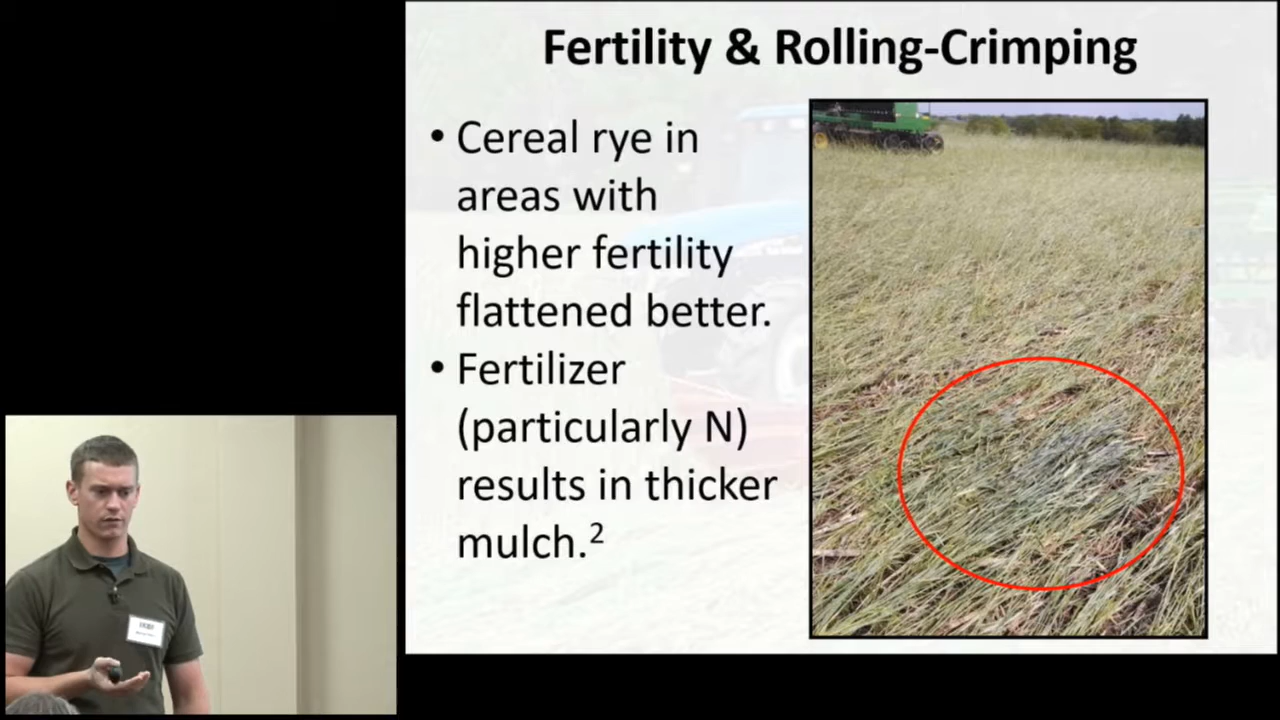 Fertility & Rolling-Crimping
• Cereal rye in
areas with
higher fertility
flattened better.
• Fertilizer
(particularly N)
results in thicker
mulch.²